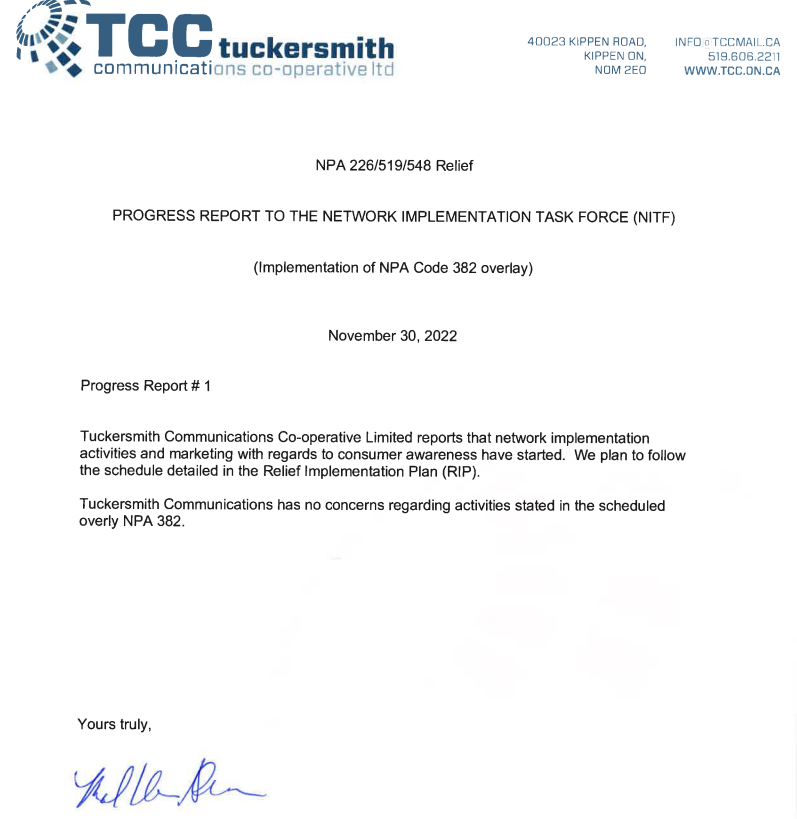 TCC tuckersmith
communications co-operative ltd
40023 KIPPEN ROAD,
KIPPEN ON,
N0M 2E0
INFO@TCCMAIL.CA
519.606.2211
WWW.TCC.ON.CA
NPA 226/519/548 Relief
PROGRESS REPORT TO THE NETWORK IMPLEMENTATION TASK FORCE (NITF)
(Implementation of NPA Code 382 overlay)
November 30, 2022
Progress Report # 1
Tuckersmith Communications Co-operative Limited reports that network implementation
activities and marketing with regards to consumer awareness have started.  We plan to follow
the schedule detailed in the Relief Implementation Plan (RIP).
Tuckersmith Communications has no concerns regarding activities stated in the scheduled
overly NPA 382.
Yours truly,